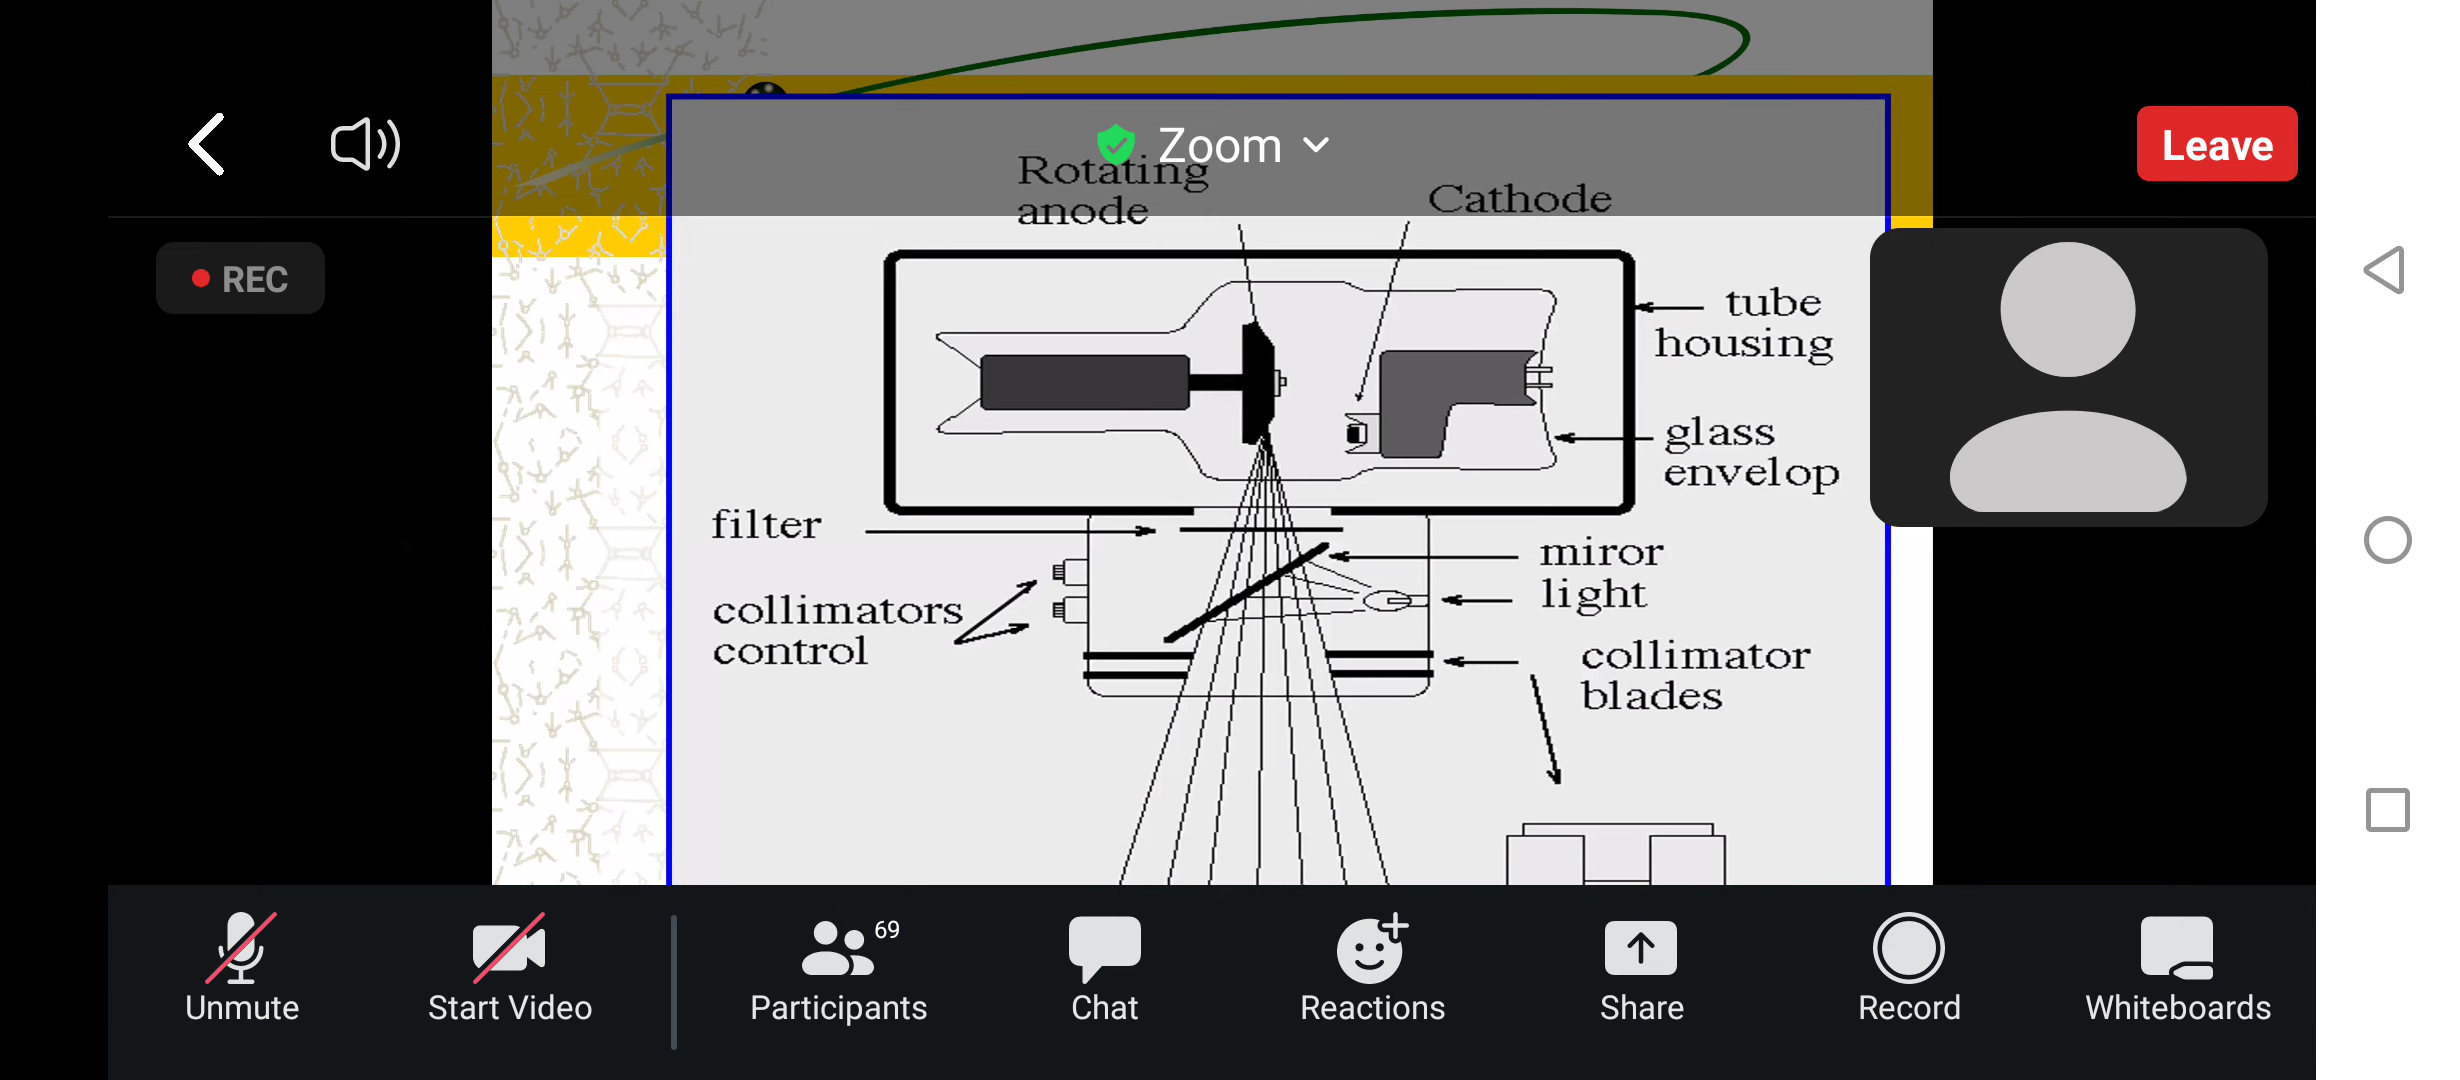 Zoom
Leave
REC
Rotating
anode
Cathode
tube
housing
glass
envelop
filter
miror
light
collimators
control
collimator
blades
69
Unmute
Start Video
Participants
Chat
Reactions
Share
Record
Whiteboards